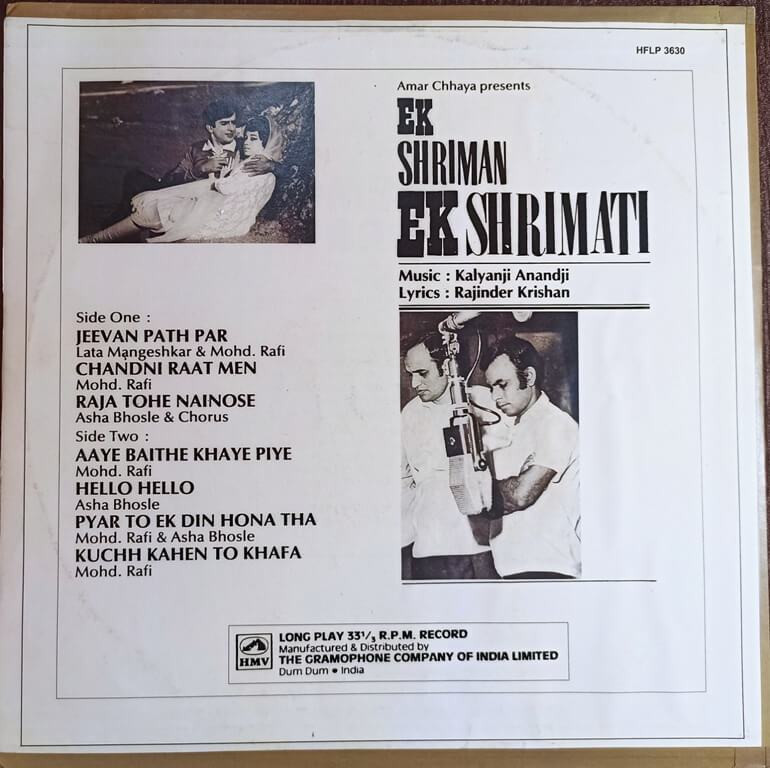 HFLP 3630
Amar Chhaya presents
EK
SHRIMAN
EK SHRIMATI
Music : Kalyanji Anandji
Lyrics : Rajinder Krishan
Side One :
JEEVAN PATH PAR
Lata Mangeshkar & Mohd. Rafi
CHANDNI RAAT MEN
Mohd. Rafi
RAJA TOHE NAINOSE
Asha Bhosle & Chorus
Side Two :
AAYE BAITHE KHAYE PIYE
Mohd. Rafi
HELLO HELLO
Asha Bhosle
PYAR TO EK DIN HONA THA
Mohd. Rafi & Asha Bhosle
KUCHH KAHEN TO KHAFA
Mohd. Rafi
HMV
LONG PLAY 33⅓ R.P.M. RECORD
Manufactured & Distributed by
THE GRAMOPHONE COMPANY OF INDIA LIMITED
Dum Dum • India